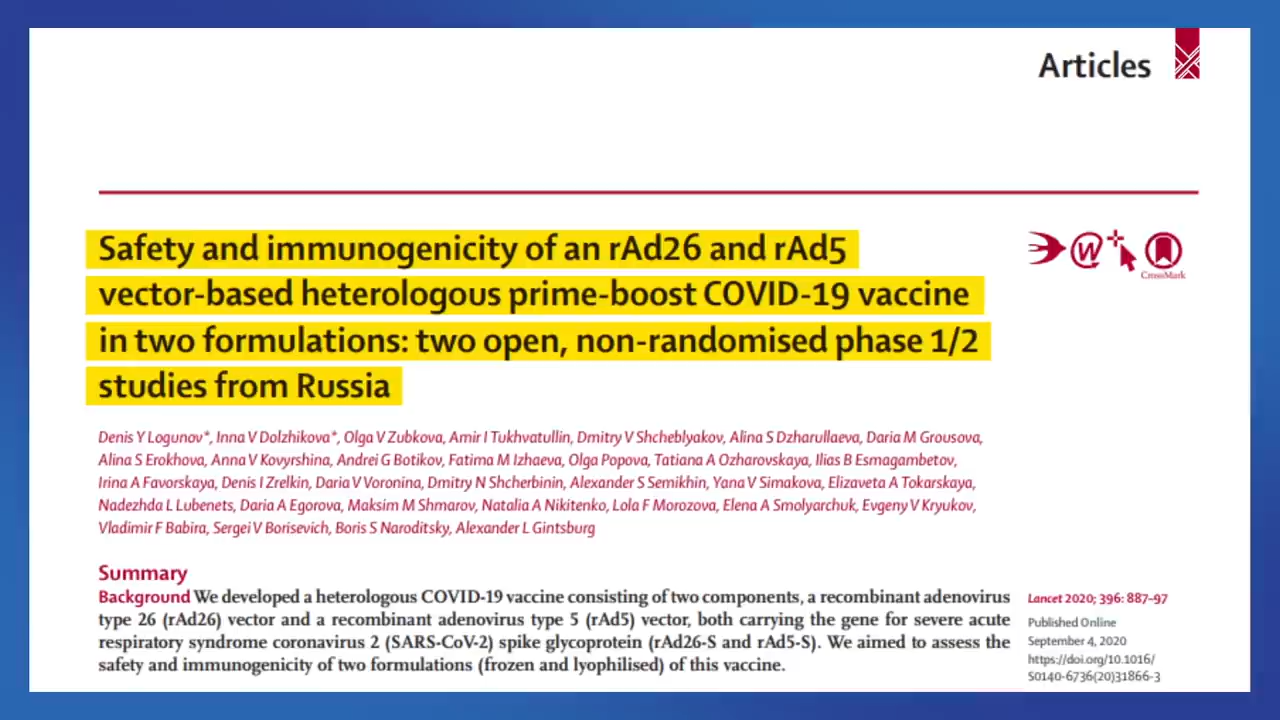 Articles
Safety and immunogenicity of an rAd26 and rAd5
vector-based heterologous prime-boost COVID-19 vaccine
in two formulations: two open, non-randomised phase 1/2
studies from Russia
W
CrossMark
Denis Y Logunov*, Inna V Dolzhikova*, Olga V Zubkova, Amir I Tukhvatullin, Dmitry V Shcheblyakov, Alina S Dzharullaeva, Daria M Grousova,
Alina S Erokhova, Anna V Kovyrshina, Andrei G Botikov, Fatima M Izhaeva, Olga Popova, Tatiana A Ozharovskaya, Ilias B Esmagambetov,
Irina A Favorskaya, Denis I Zrelkin, Daria V Voronina, Dmitry N Shcherbinin, Alexander S Semikhin, Yana V Simakova, Elizaveta A Tokarskaya,
Nadezhda L Lubenets, Daria A Egorova, Maksim M Shmarov, Natalia A Nikitenko, Lola F Morozova, Elena A Smolyarchuk, Evgeny V Kryukov,
Vladimir F Babira, Sergei V Borisevich, Boris S Naroditsky, Alexander L Gintsburg
Summary
Background We developed a heterologous COVID-19 vaccine consisting of two components, a recombinant adenovirus
type 26 (rAd26) vector and a recombinant adenovirus type 5 (rAd5) vector, both carrying the gene for severe acute
respiratory syndrome coronavirus 2 (SARS-CoV-2) spike glycoprotein (rAd26-S and rAd5-S). We aimed to assess the
safety and immunogenicity of two formulations (frozen and lyophilised) of this vaccine.
Lancet 2020; 396: 887–97
Published Online
September 4, 2020
https://doi.org/10.1016/
S0140-6736(20)31866-3